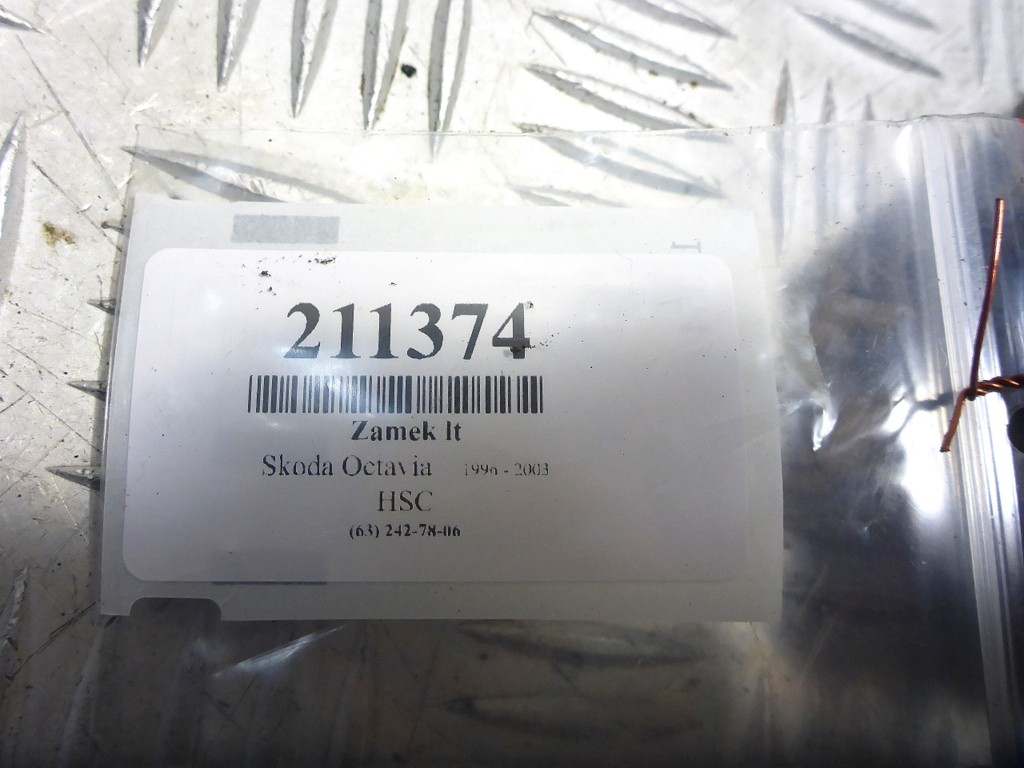 211374
Zamek lt
Skoda Octavia 1996 - 2003
HSC
(63) 242-78-06